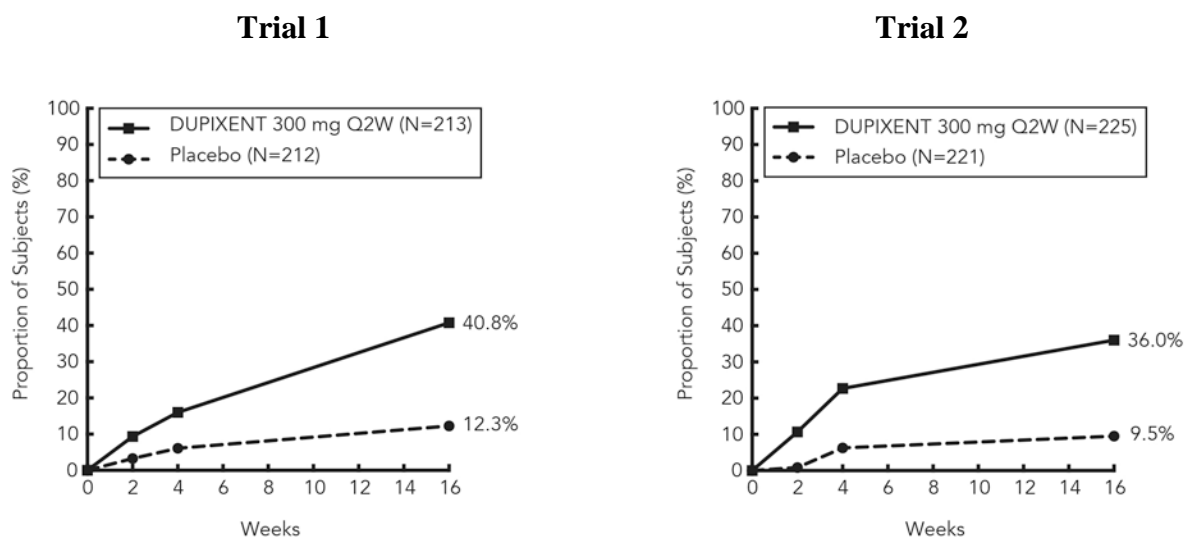 Trial 1
Proportion of Subjects (%)
100
90
80
70
60
50
40
30
20
10
0
DUPIXENT 300 mg Q2W (N=213)
Placebo (N=212)
40.8%
12.3%
0 2 4 6 8 10 12 14 16
Weeks
Trial 2
Proportion of Subjects (%)
100
90
80
70
60
50
40
30
20
10
0
DUPIXENT 300 mg Q2W (N=225)
Placebo (N=221)
36.0%
9.5%
0 2 4 6 8 10 12 14 16
Weeks